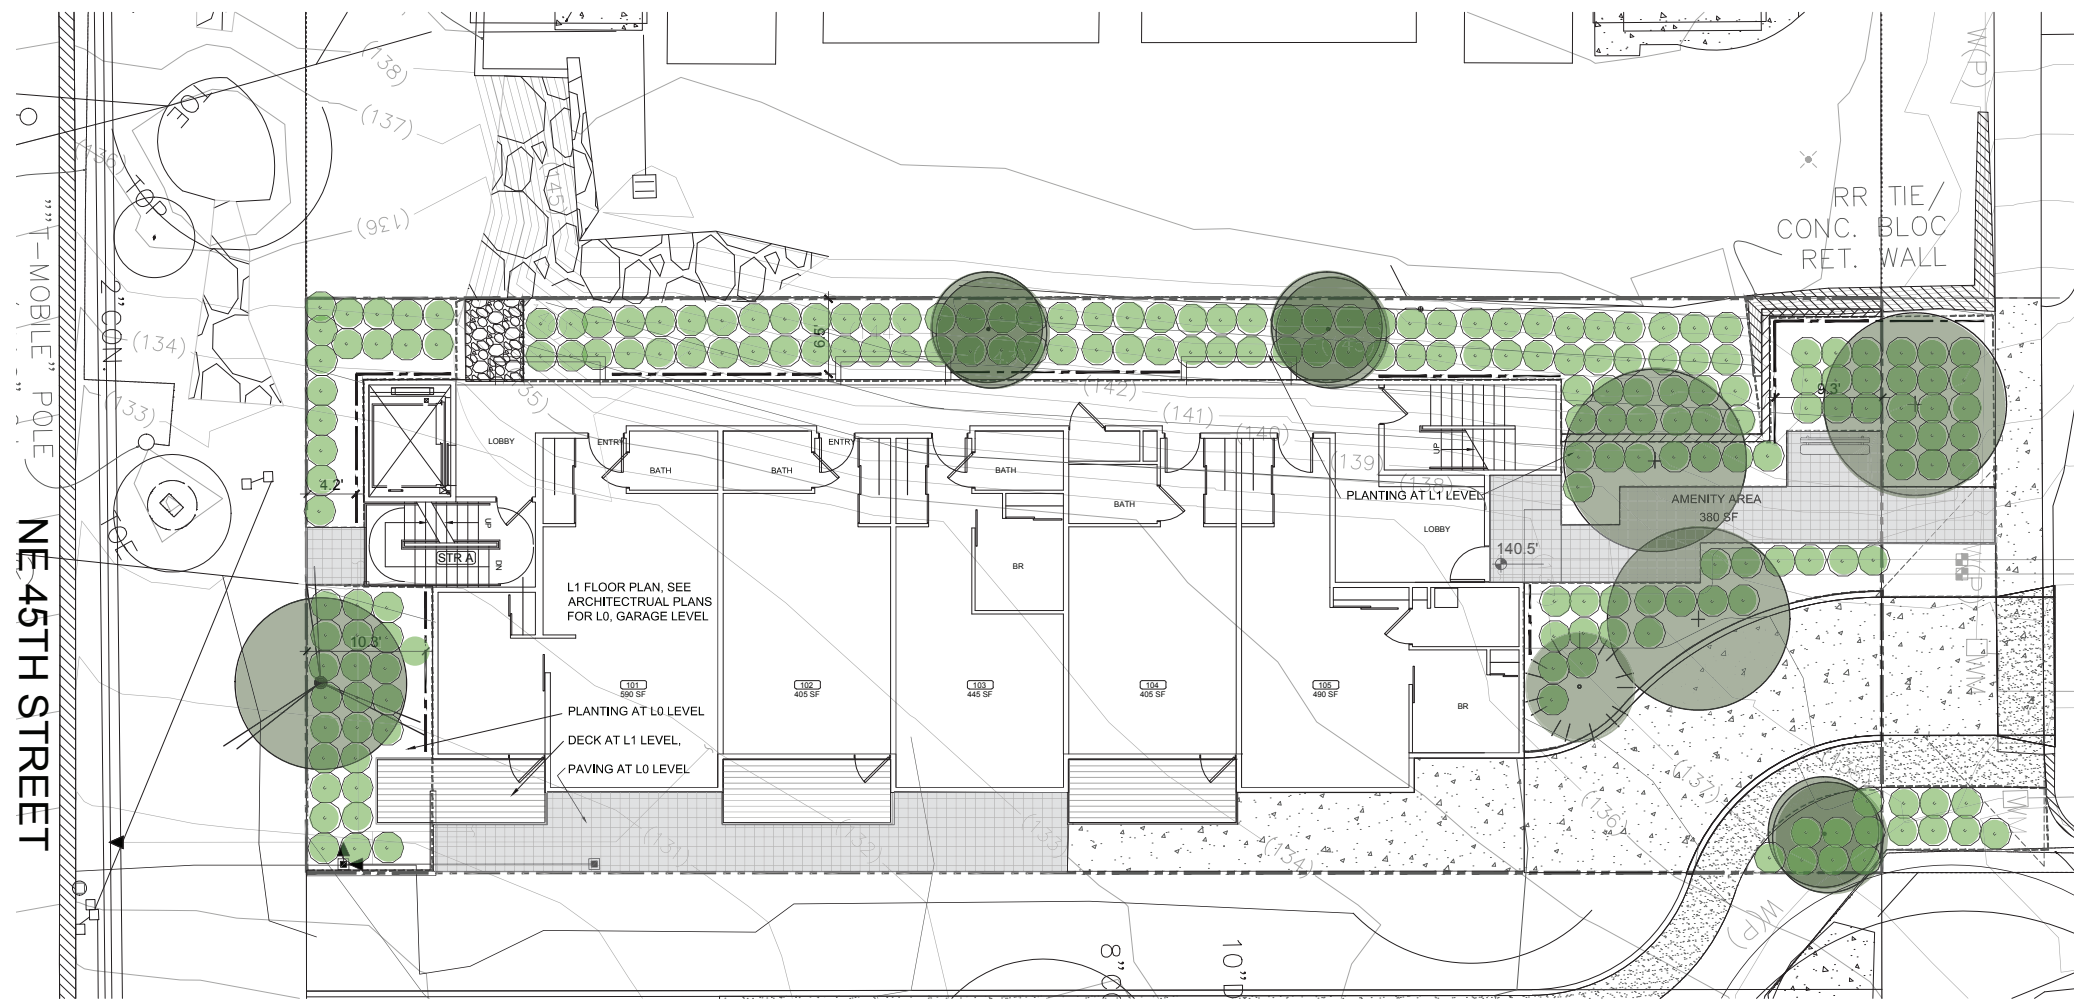 (138)
(137)
(136)
(136)
TOE
TOP
(145)
RR TIE/
CONC. BLOC
RET. WALL
W(P)
"""T-MOBILE" POLE
2" CON.
(134)
(133)
TOE
6.5'
(142)
(141)
(140)
(139)
(138)
9.3'
4.2'
LOBBY
ENTRY
BATH
BATH
ENTRY
BATH
BATH
UP
PLANTING AT L1 LEVEL
LOBBY
AMENITY AREA
380 SF
140.5'
UP
STR A
DN
BR
L1 FLOOR PLAN, SEE
ARCHITECTRUAL PLANS
FOR L0, GARAGE LEVEL
10.3'
101
590 SF
102
405 SF
103
445 SF
104
405 SF
105
490 SF
BR
PLANTING AT L0 LEVEL
DECK AT L1 LEVEL,
PAVING AT L0 LEVEL
NE 45TH STREET
(131)
(132)
(133)
(134)
(136)
(137)
W(P)
10"D